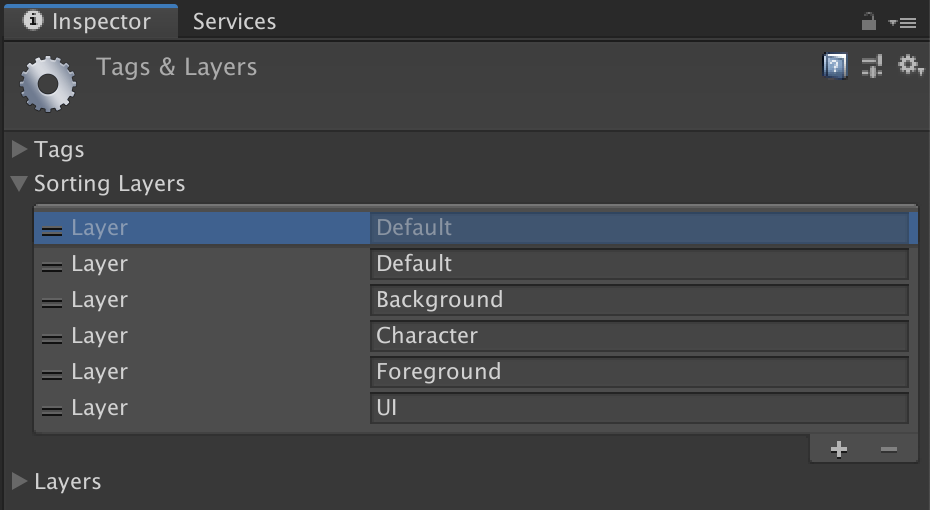 Inspector Services
Tags & Layers
Tags
Sorting Layers
Layer Default
Layer Default
Layer Background
Layer Character
Layer Foreground
Layer UI
Layers